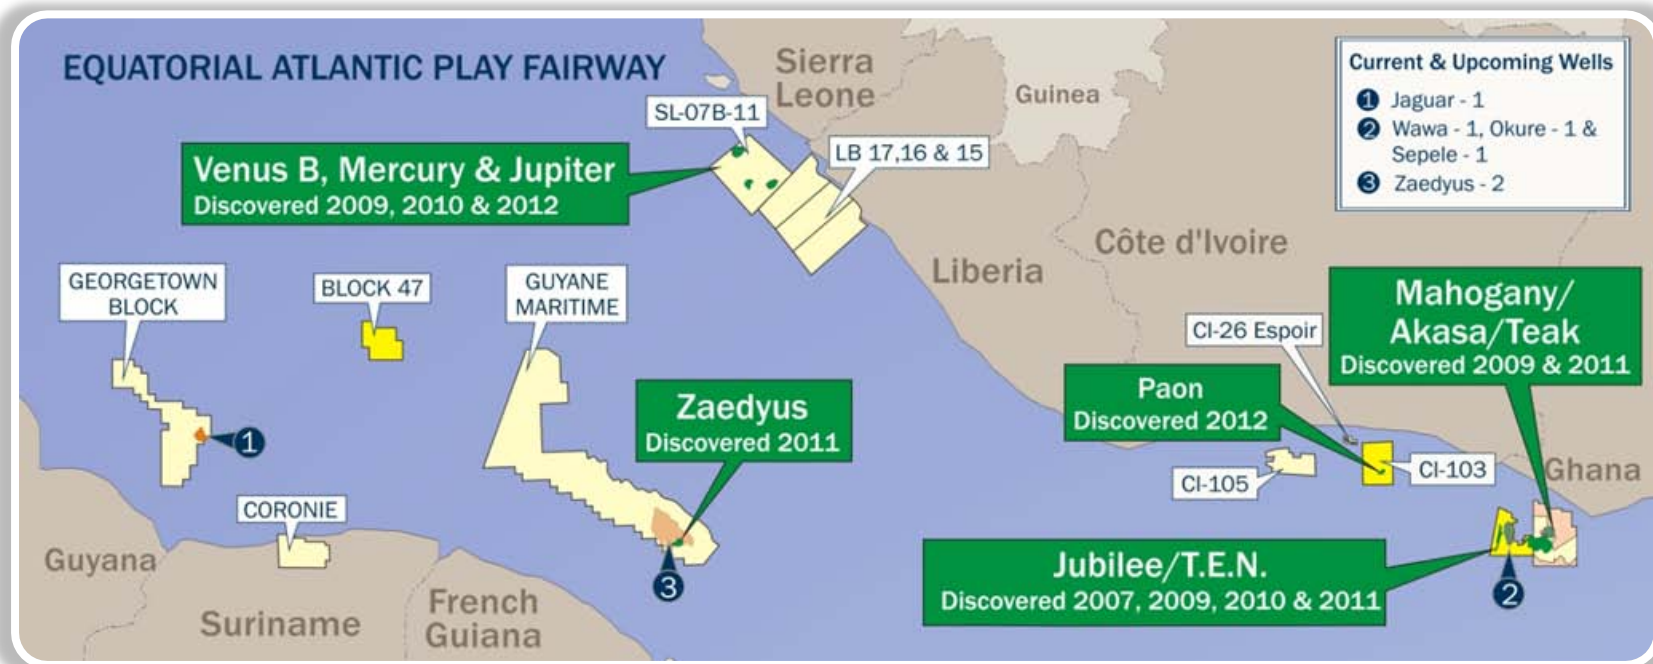 EQUATORIAL ATLANTIC PLAY FAIRWAY
Sierra
Leone
Guinea
Current & Upcoming Wells
1 Jaguar - 1
2 Wawa - 1, Okure - 1 &
Sepele - 1
3 Zaedyus - 2
SL-07B-11
LB 17,16 & 15
Venus B, Mercury & Jupiter
Discovered 2009, 2010 & 2012
Liberia
Côte d'Ivoire
GEORGETOWN
BLOCK
BLOCK 47
GUYANE
MARITIME
Mahogany/
Akasa/Teak
Discovered 2009 & 2011
CI-26 Espoir
Paon
Discovered 2012
Zaedyus
Discovered 2011
1
CI-105
CI-103
Ghana
CORONIE
Guyana
Suriname
French
Guiana
3
Jubilee/T.E.N.
Discovered 2007, 2009, 2010 & 2011
2